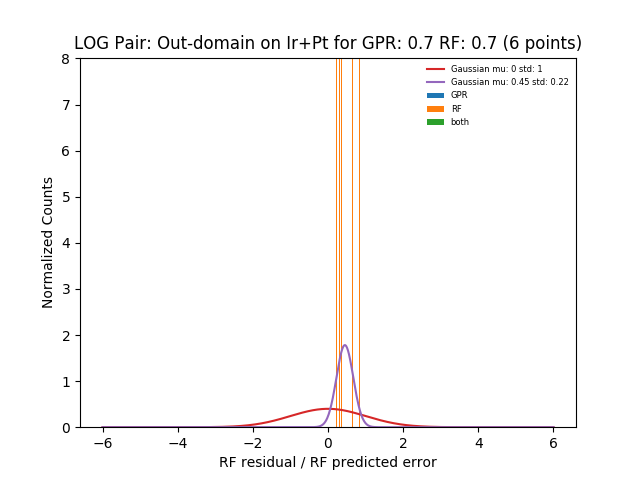 LOG Pair: Out-domain on Ir+Pt for GPR: 0.7 RF: 0.7 (6 points)
Gaussian mu: 0 std: 1
Gaussian mu: 0.45 std: 0.22
GPR
RF
both
Normalized Counts
8
7
6
5
4
3
2
1
0
−6 −4 −2 0 2 4 6
RF residual / RF predicted error